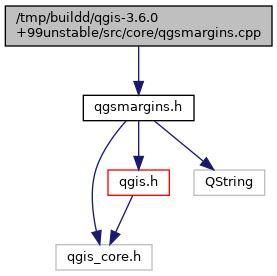 /tmp/buildd/qgis-3.6.0
+99unstable/src/core/qgsmargins.cpp
qgsmargins.h
qgis.h
QString
qgis_core.h